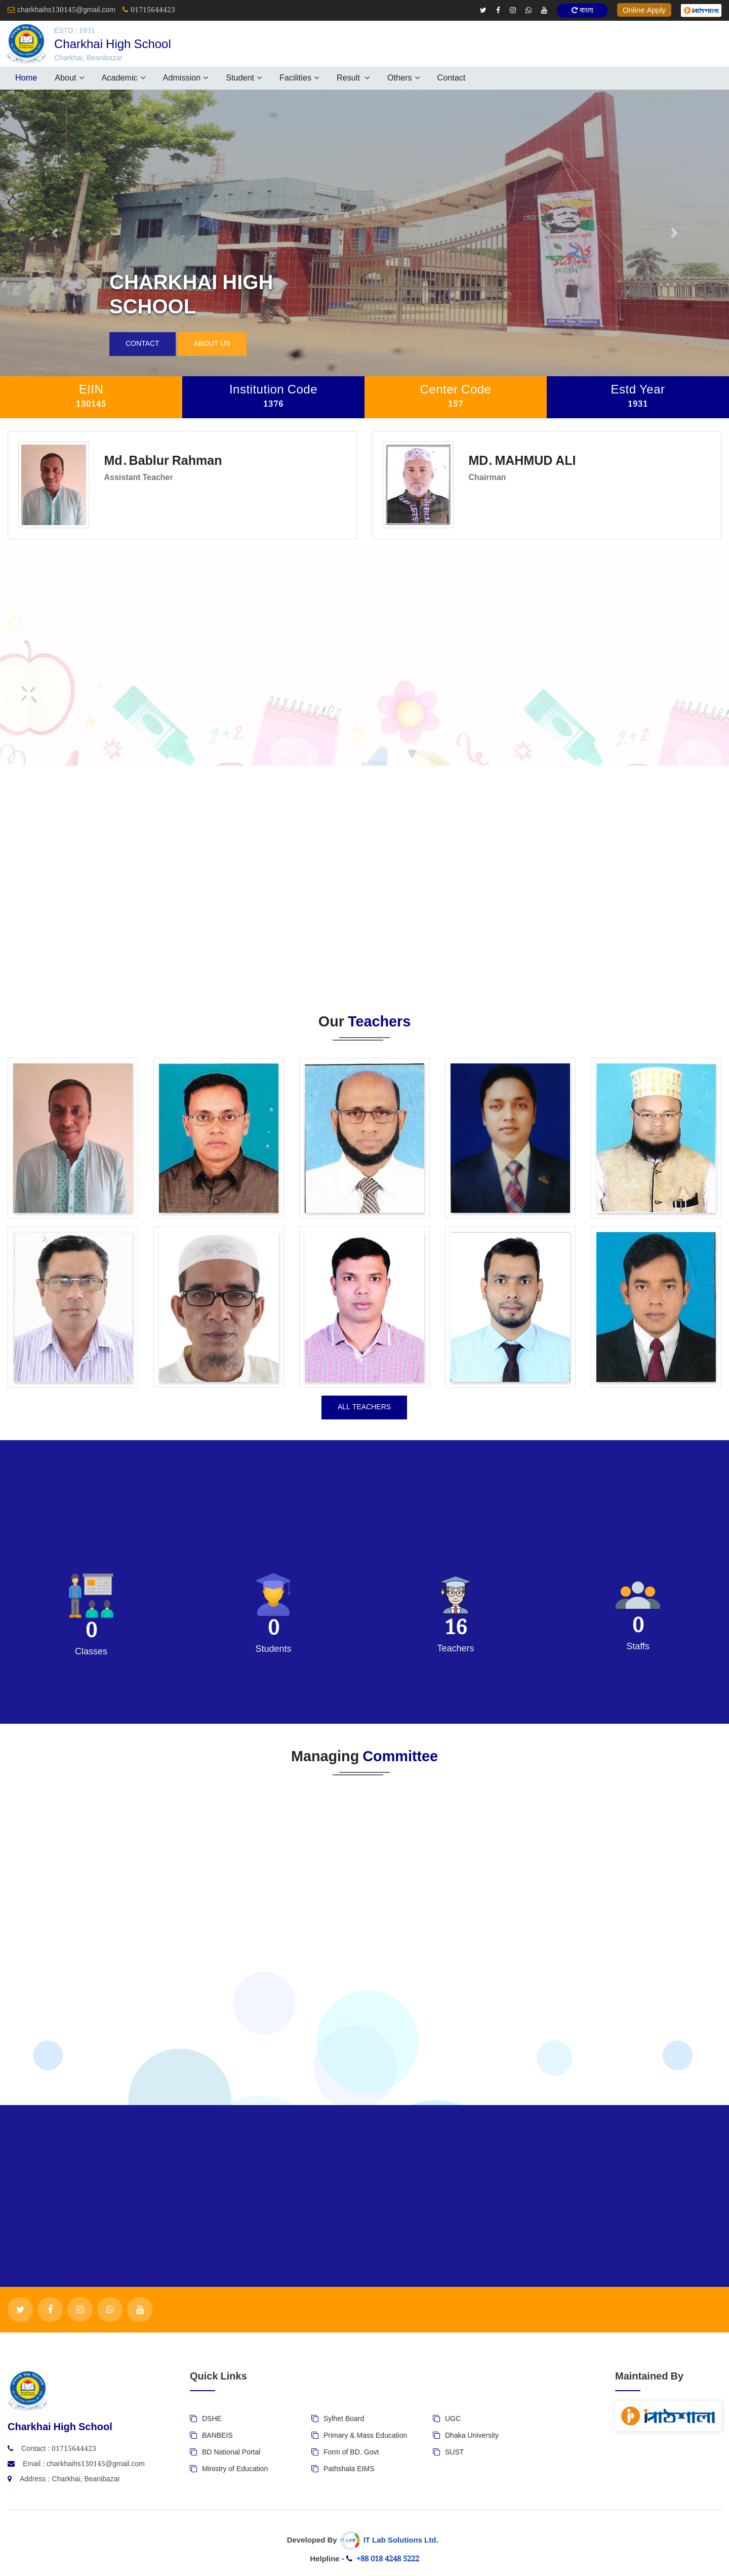 charkhaihs130145@gmail.com 01715644423 বাংলা Online Apply পাঠশালা
ESTD : 1931
Charkhai High School
Charkhai, Beanibazar
Home About Academic Admission Student Facilities Result Others Contact
CHARKHAI HIGH
SCHOOL
CONTACT ABOUT US
EIIN Institution Code Center Code Estd Year
130145 1376 157 1931
Md. Bablur Rahman
Assistant Teacher
MD. MAHMUD ALI
Chairman
Our Teachers
ALL TEACHERS
0 0 16 0
Classes Students Teachers Staffs
Managing Committee
Charkhai High School
Contact : 01715644423
Email : charkhaihs130145@gmail.com
Address : Charkhai, Beanibazar
Quick Links
DSHE Sylhet Board UGC
BANBEIS Primary & Mass Education Dhaka University
BD National Portal Form of BD. Govt SUST
Ministry of Education Pathshala EIMS
Maintained By
পাঠশালা
Developed By IT LAB IT Lab Solutions Ltd.
Helpline - +88 018 4248 5222